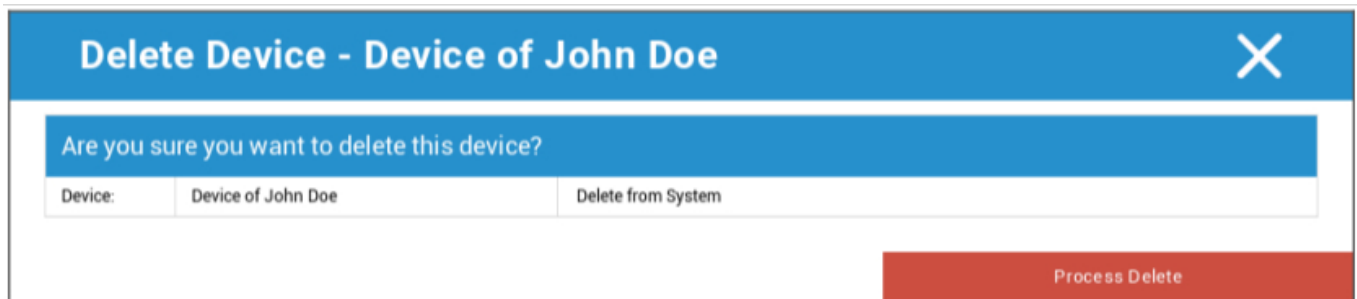 Delete Device - Device of John Doe
Are you sure you want to delete this device?
Device: Device of John Doe Delete from System
Process Delete